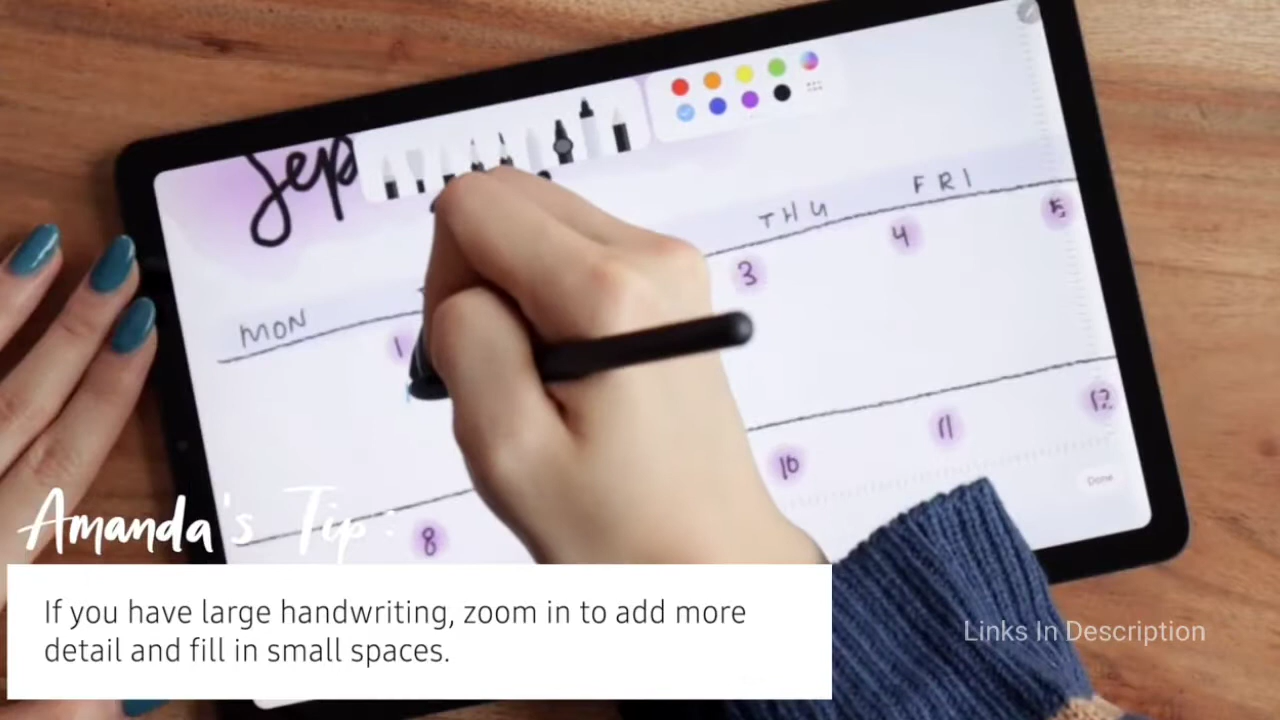 Sep
MON
THU
FRI
1
3
4
5
8
10
11
12
Done
Amanda's Tip:
If you have large handwriting, zoom in to add more
detail and fill in small spaces.
Links In Description